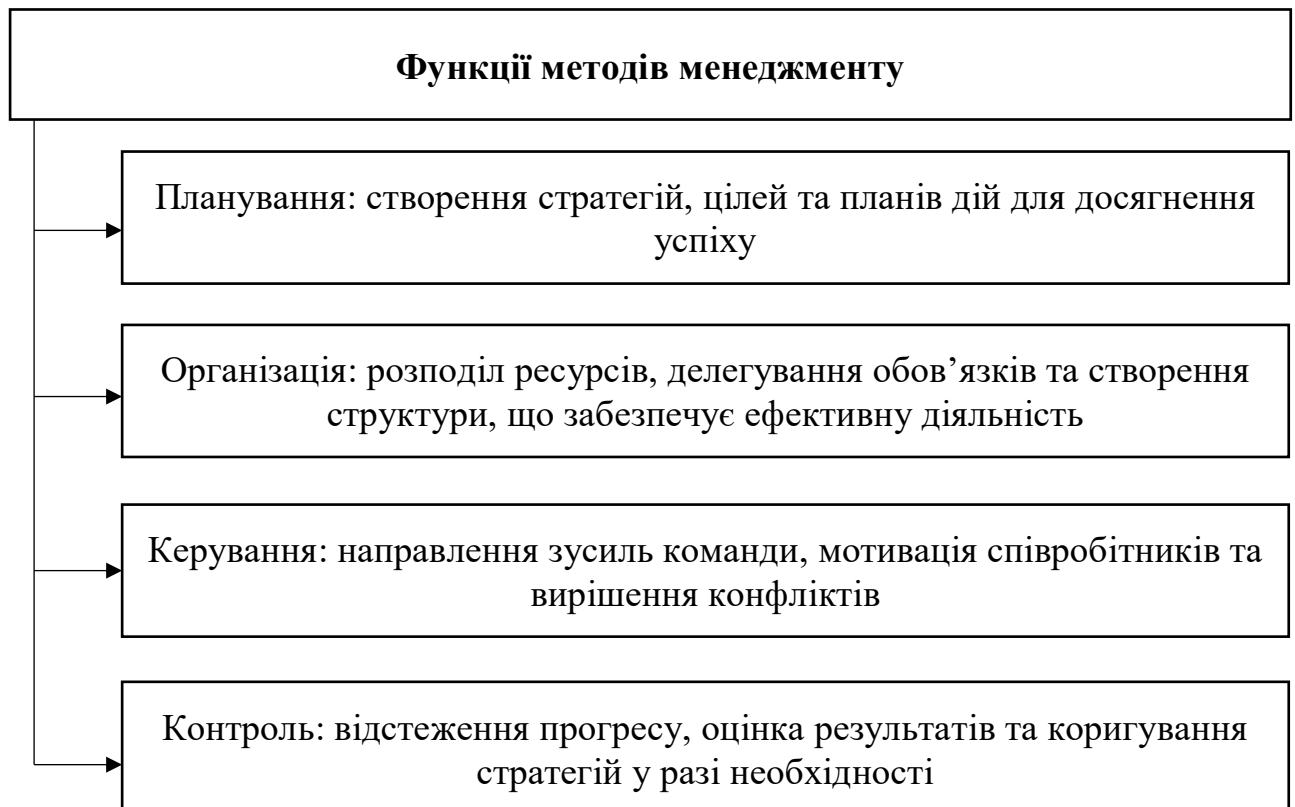 Функції методів менеджменту
Планування: створення стратегій, цілей та планів дій для досягнення
успіху
Організація: розподіл ресурсів, делегування обов’язків та створення
структури, що забезпечує ефективну діяльність
Керування: направлення зусиль команди, мотивація співробітників та
вирішення конфліктів
Контроль: відстеження прогресу, оцінка результатів та коригування
стратегій у разі необхідності